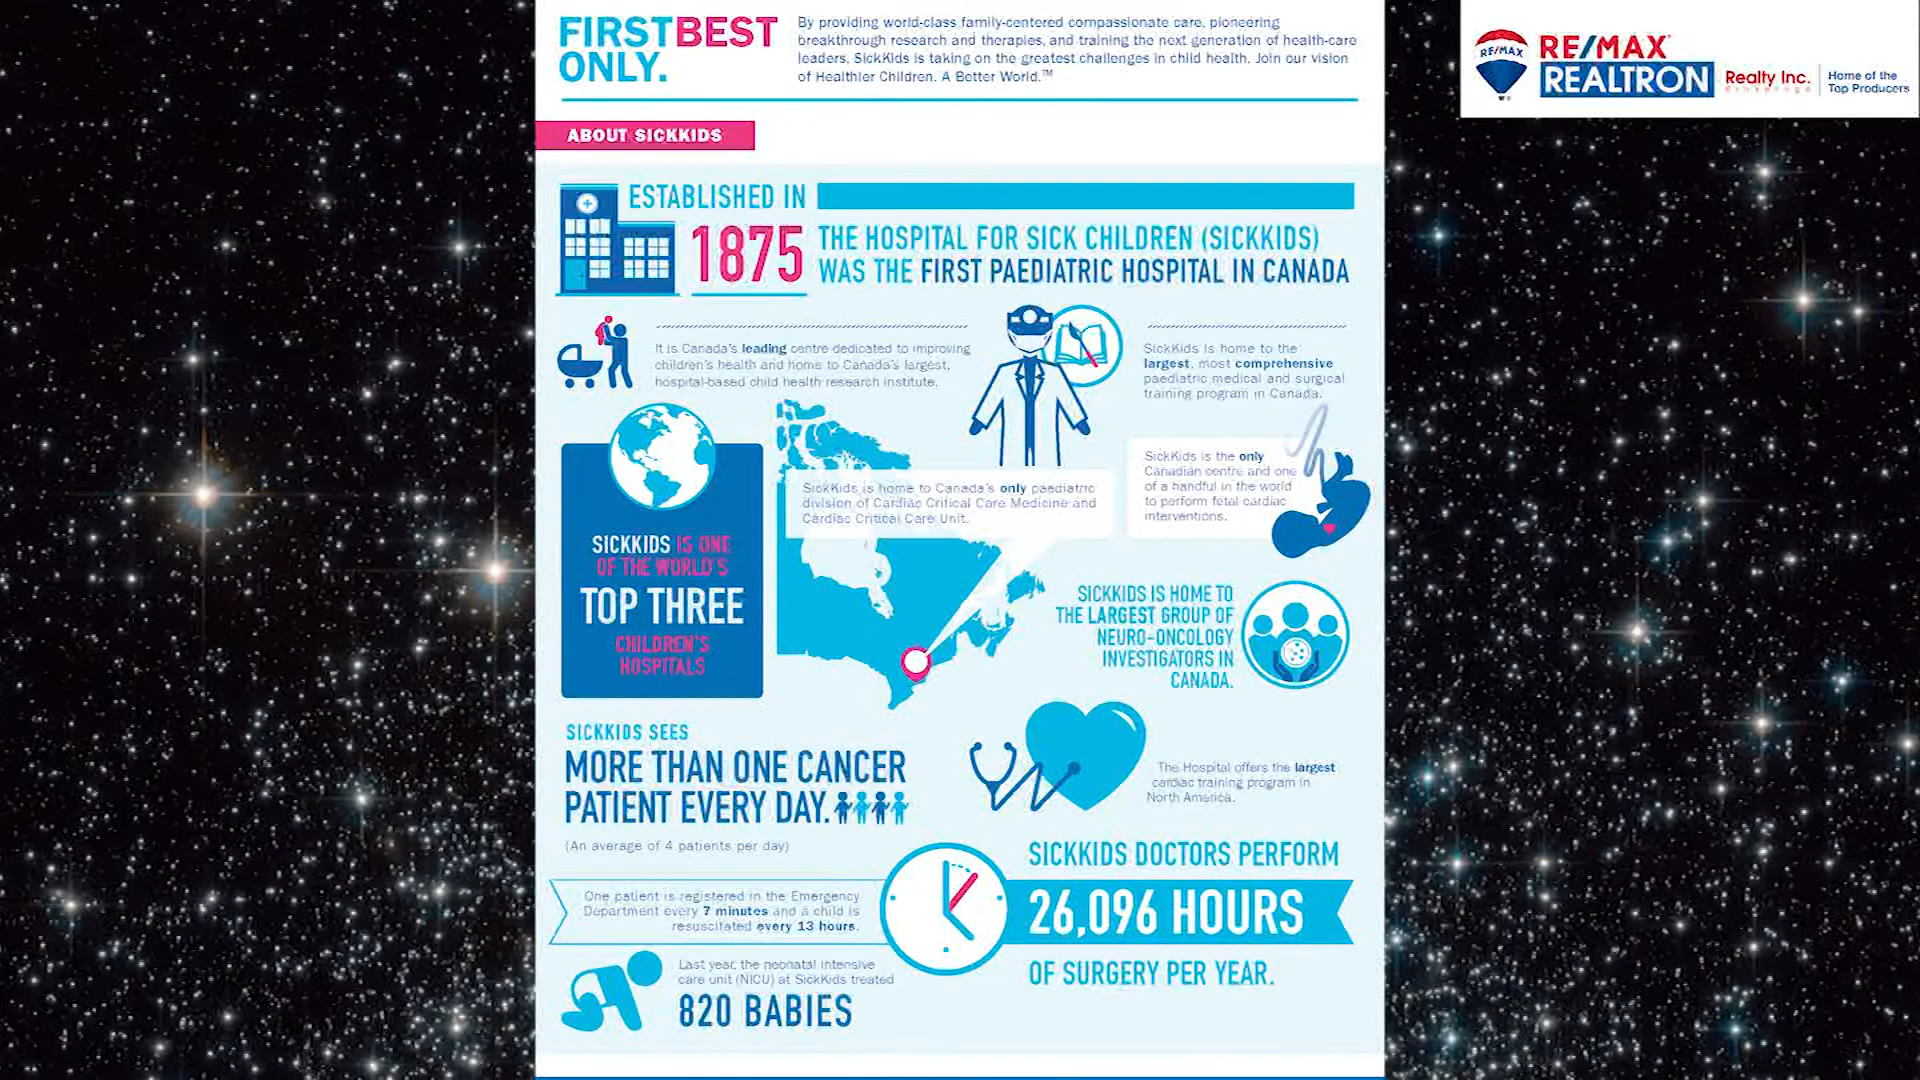 FIRSTBEST
ONLY.
By providing world-class family-centered compassionate care, pioneering
breakthrough research and therapies, and training the next generation of health-care
leaders, SickKids is taking on the greatest challenges in child health. Join our vision
of Healthier Children. A Better World.™
RE/MAX
RE/MAX
REALTRON
Realty Inc.
Brokerage
Home of the
Top Producers
ABOUT SICKKIDS
ESTABLISHED IN
1875
THE HOSPITAL FOR SICK CHILDREN (SICKKIDS)
WAS THE FIRST PAEDIATRIC HOSPITAL IN CANADA
It is Canada's leading centre dedicated to improving
children's health and home to Canada's largest,
hospital-based child health research institute.
SickKids is home to the
largest, most comprehensive
paediatric medical and surgical
training program in Canada.
SickKids is home to Canada's only paediatric
division of Cardiac Critical Care Medicine and
Cardiac Critical Care Unit.
SickKids is the only
Canadian centre and one
of a handful in the world
to perform fetal cardiac
interventions.
SICKKIDS IS ONE
OF THE WORLD'S
TOP THREE
CHILDREN'S
HOSPITALS
SICKKIDS IS HOME TO
THE LARGEST GROUP OF
NEURO-ONCOLOGY
INVESTIGATORS IN
CANADA.
SICKKIDS SEES
MORE THAN ONE CANCER
PATIENT EVERY DAY.
(An average of 4 patients per day)
The Hospital offers the largest
cardiac training program in
North America.
One patient is registered in the Emergency
Department every 7 minutes and a child is
resuscitated every 13 hours.
SICKKIDS DOCTORS PERFORM
26,096 HOURS
OF SURGERY PER YEAR.
Last year, the neonatal intensive
care unit (NICU) at SickKids treated
820 BABIES